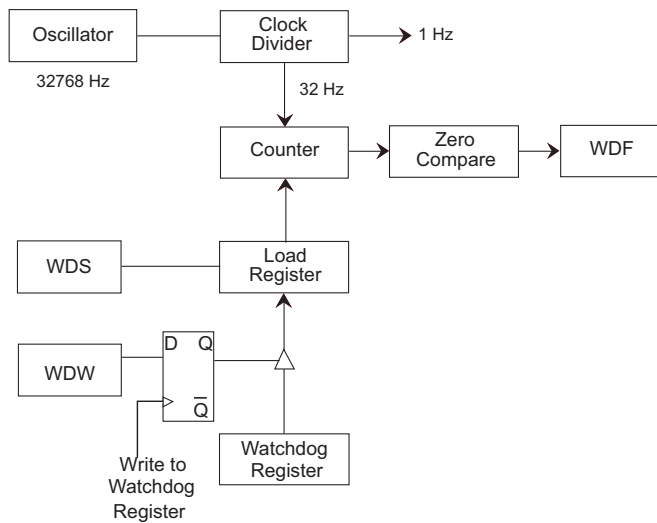 Oscillator
Clock
Divider
1 Hz
32768 Hz
32 Hz
Counter
Zero
Compare
WDF
WDS
Load
Register
WDW
D Q
Q̅
Watchdog
Register
Write to
Watchdog
Register